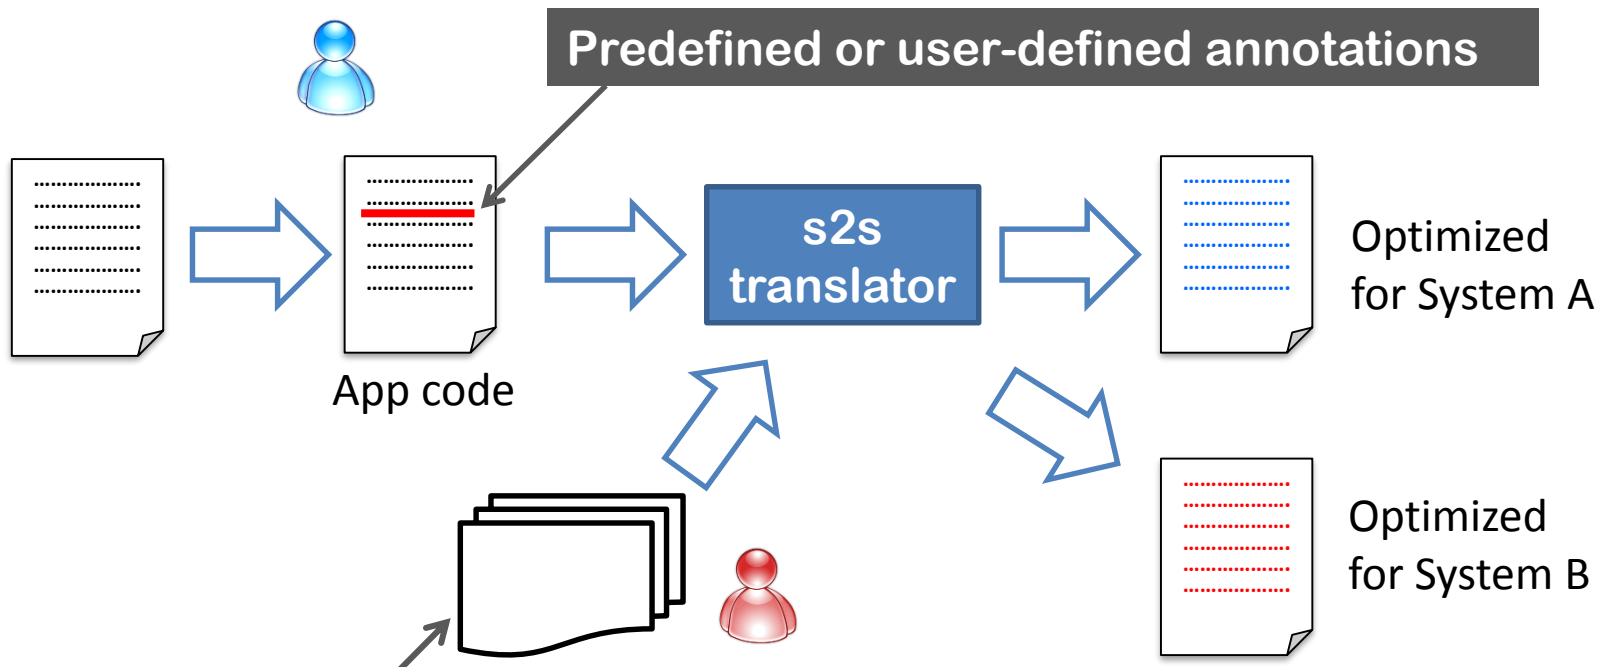 Predefined or user-defined annotations
s2s
translator
App code
Optimized
for System A
Optimized
for System B